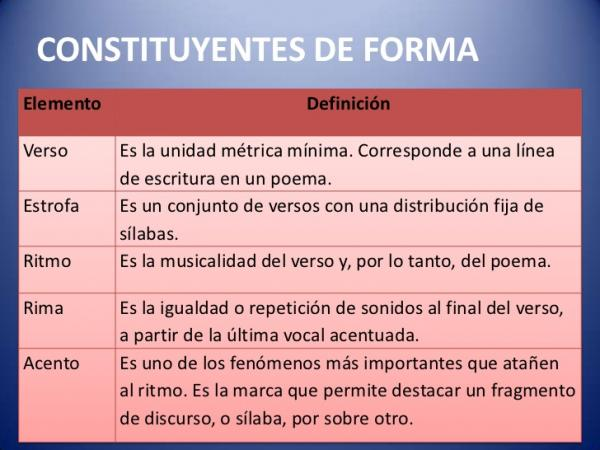 CONSTITUYENTES DE FORMA
Elemento Definición
Verso Es la unidad métrica mínima. Corresponde a una línea
de escritura en un poema.
Estrofa Es un conjunto de versos con una distribución fija de
sílabas.
Ritmo Es la musicalidad del verso y, por lo tanto, del poema.
Rima Es la igualdad o repetición de sonidos al final del verso,
a partir de la última vocal acentuada.
Acento Es uno de los fenómenos más importantes que atañen
al ritmo. Es la marca que permite destacar un fragmento
de discurso, o sílaba, por sobre otro.